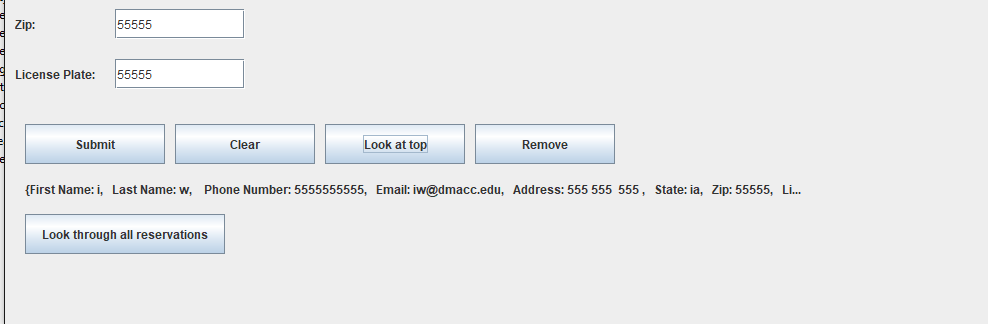 Zip: 55555
License Plate: 55555
Submit Clear Look at top Remove
{First Name: i, Last Name: w, Phone Number: 5555555555, Email: iw@dmacc.edu, Address: 555 555 555 , State: ia, Zip: 55555, Li...
Look through all reservations